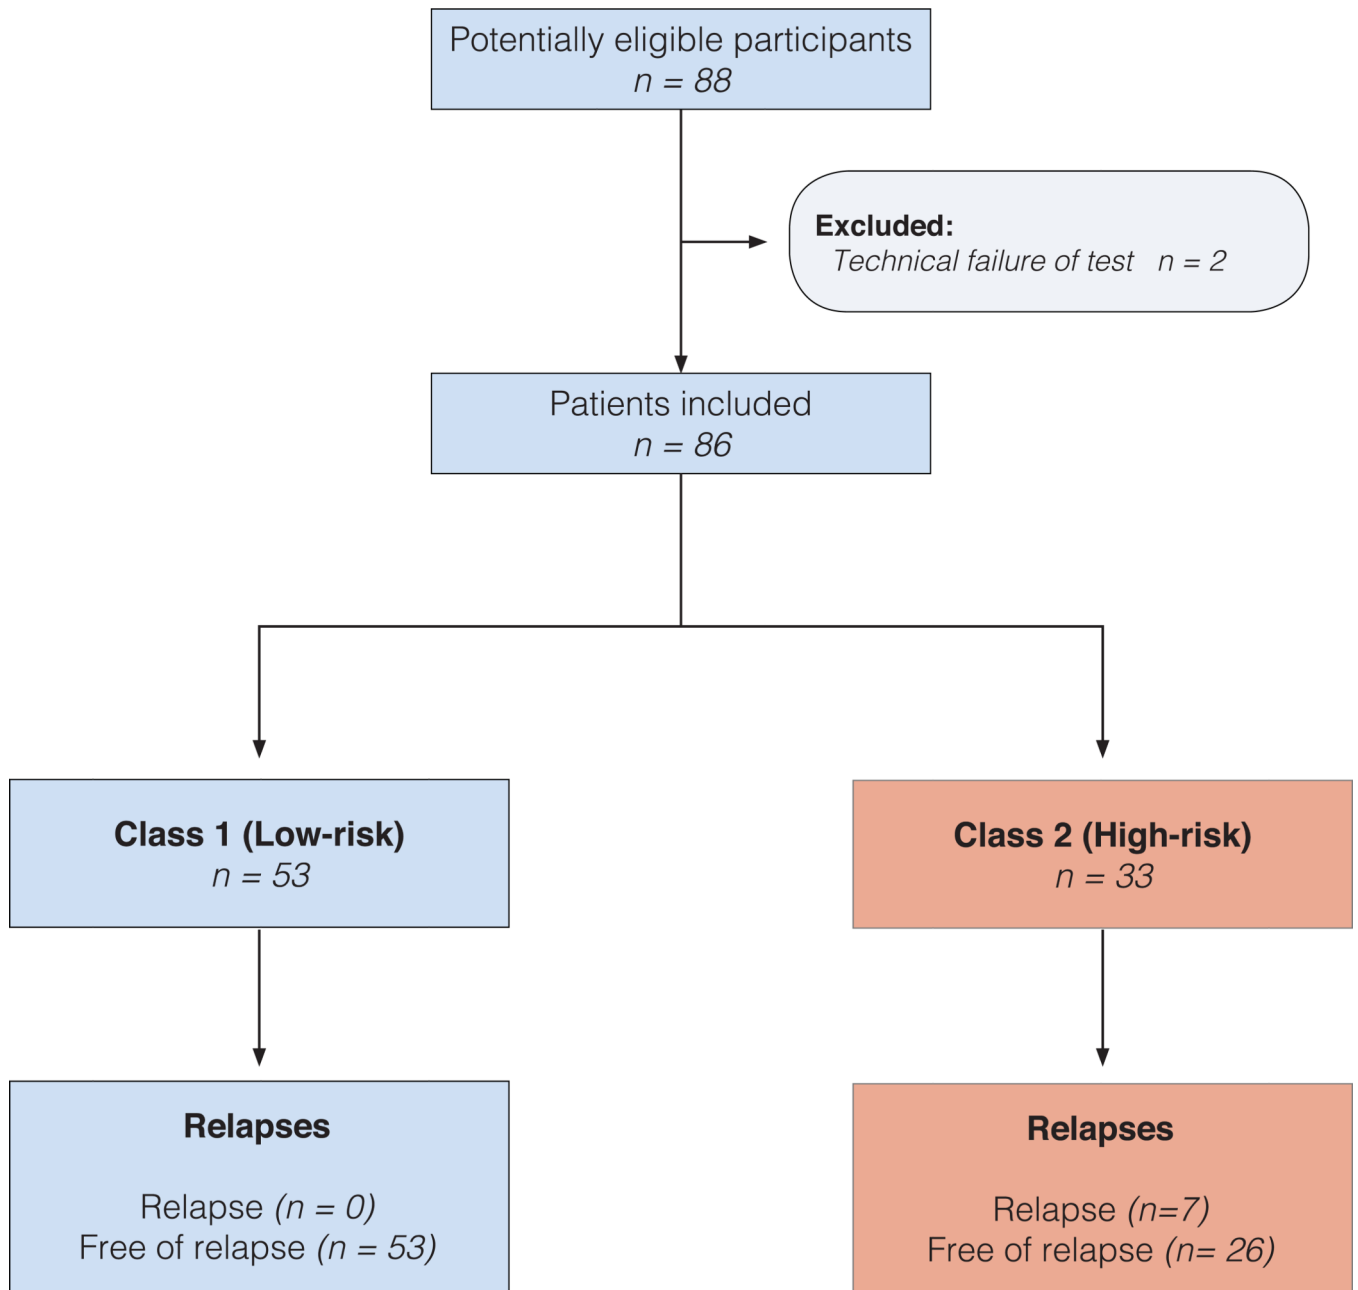 Potentially eligible participants
n = 88
Excluded:
Technical failure of test n = 2
Patients included
n = 86
Class 1 (Low-risk)
n = 53
Class 2 (High-risk)
n = 33
Relapses
Relapse (n = 0)
Free of relapse (n = 53)
Relapses
Relapse (n=7)
Free of relapse (n= 26)